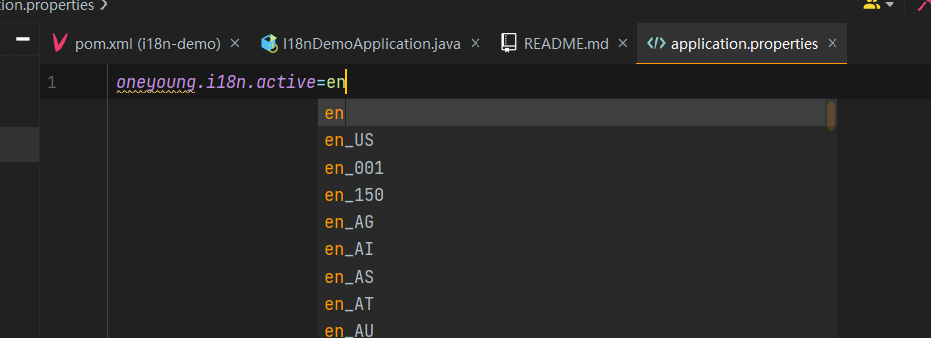 ion.properties
pom.xml (i18n-demo) I18nDemoApplication.java README.md application.properties
1 oneyoung.i18n.active=en
en
en_US
en_001
en_150
en_AG
en_AI
en_AS
en_AT
en_AU